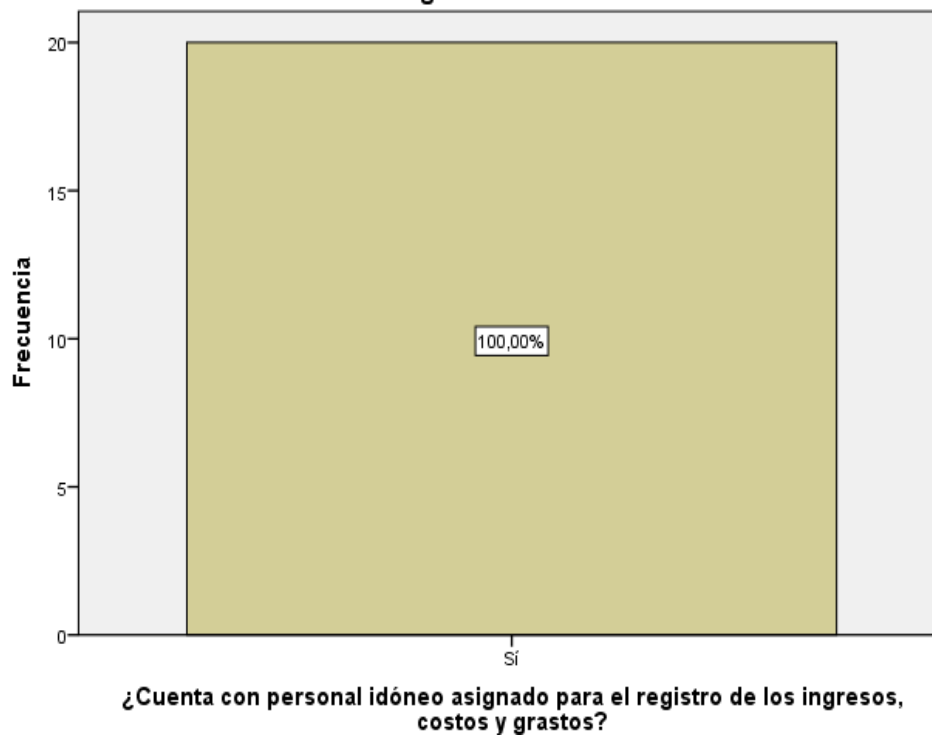 20
15
10
5
0
Frecuencia
100,00%
Sí
¿Cuenta con personal idóneo asignado para el registro de los ingresos,
costos y grastos?